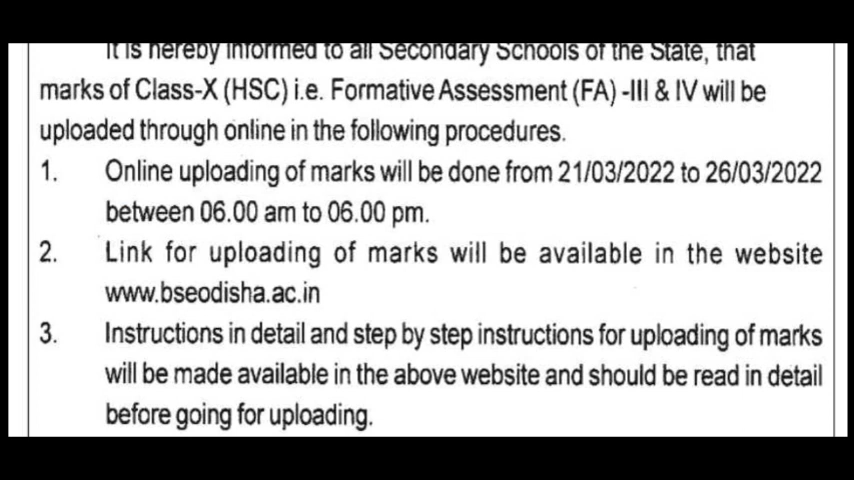 It is hereby informed to all Secondary Schools of the State, that
marks of Class-X (HSC) i.e. Formative Assessment (FA) -III & IV will be
uploaded through online in the following procedures.
1. Online uploading of marks will be done from 21/03/2022 to 26/03/2022
between 06.00 am to 06.00 pm.
2. Link for uploading of marks will be available in the website
www.bseodisha.ac.in
3. Instructions in detail and step by step instructions for uploading of marks
will be made available in the above website and should be read in detail
before going for uploading.